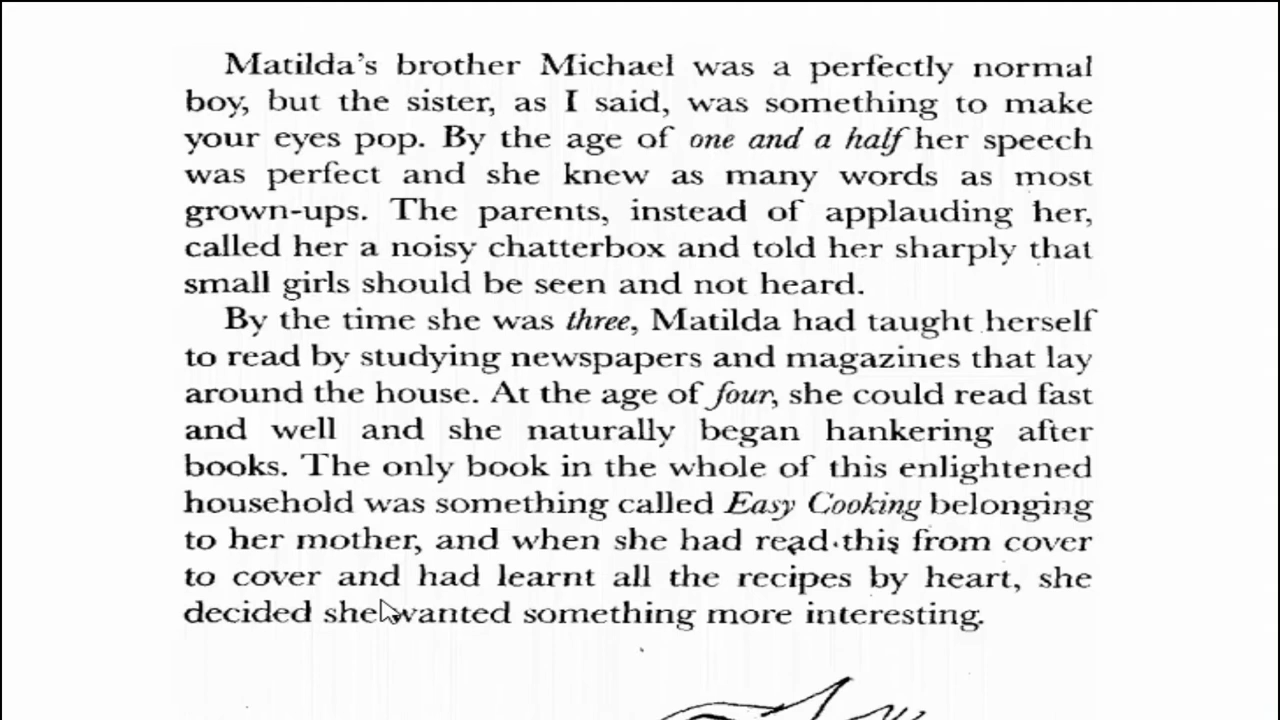 Matilda's brother Michael was a perfectly normal
boy, but the sister, as I said, was something to make
your eyes pop. By the age of one and a half her speech
was perfect and she knew as many words as most
grown-ups. The parents, instead of applauding her,
called her a noisy chatterbox and told her sharply that
small girls should be seen and not heard.
By the time she was three, Matilda had taught herself
to read by studying newspapers and magazines that lay
around the house. At the age of four, she could read fast
and well and she naturally began hankering after
books. The only book in the whole of this enlightened
household was something called Easy Cooking belonging
to her mother, and when she had read this from cover
to cover and had learnt all the recipes by heart, she
decided she wanted something more interesting.